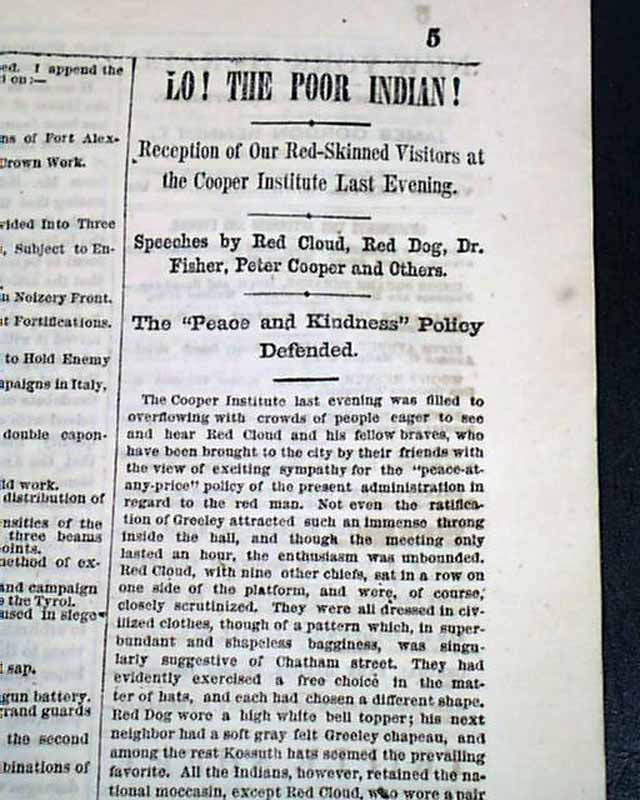 5
ed. I append the
ion:—
ns of Fort Alex-
Crown Work.
vided Into Three
, Subject to En-
n Noizery Front.
t Fortifications.
to Hold Enemy
mpaigns in Italy,
double capon-
ld work.
distribution of
ensities of the
three beams
oints.
method of ex-
and campaign
e the Tyrol.
used in siege
sap.
gun battery.
grand guards
the second
binations of
LO! THE POOR INDIAN!
Reception of Our Red-Skinned Visitors at
the Cooper Institute Last Evening.
Speeches by Red Cloud, Red Dog, Dr.
Fisher, Peter Cooper and Others.
The "Peace and Kindness" Policy
Defended.
The Cooper Institute last evening was filled to
overflowing with crowds of people eager to see
and hear Red Cloud and his fellow braves, who
have been brought to the city by their friends with
the view of exciting sympathy for the "peace-at-
any-price" policy of the present administration in
regard to the red man. Not even the ratifica-
tion of Greeley attracted such an immense throng
inside the hall, and though the meeting only
lasted an hour, the enthusiasm was unbounded.
Red Cloud, with nine other chiefs, sat in a row on
one side of the platform, and were, of course,
closely scrutinized. They were all dressed in civ-
ilized clothes, though of a pattern which, in super-
bundant and shapeless bagginess, was singu-
larly suggestive of Chatham street. They had
evidently exercised a free choice in the mat-
ter of hats, and each had chosen a different shape.
Red Dog wore a high white bell topper; his next
neighbor had a soft gray felt Greeley chapeau, and
among the rest Kossuth hats seemed the prevailing
favorite. All the Indians, however, retained the na-
tional moccasin, except Red Cloud, who wore a pair